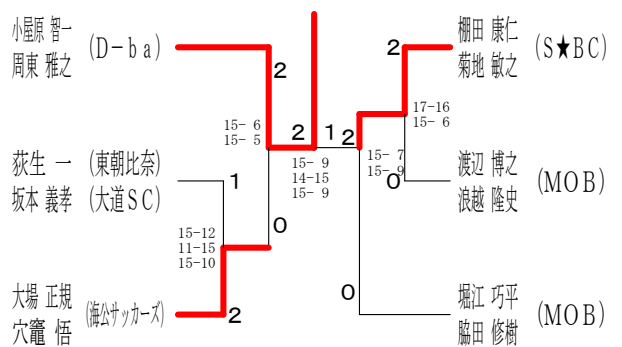 小屋原 智一
周東 雅之
(D-ba)
2
15- 6
15- 5
荻生 一 (東朝比奈)
坂本 義孝 (大道SC)
1
15-12
11-15
15-10
0
大場 正規
穴竈 悟
(海公サッカーズ)
2
2
1
15- 9
14-15
15- 9
棚田 康仁
菊地 敏之
(S★BC)
2
17-16
15- 6
2
15- 7
15- 9
0
渡辺 博之
浪越 隆史
(MOB)
0
堀江 巧平
脇田 修樹
(MOB)